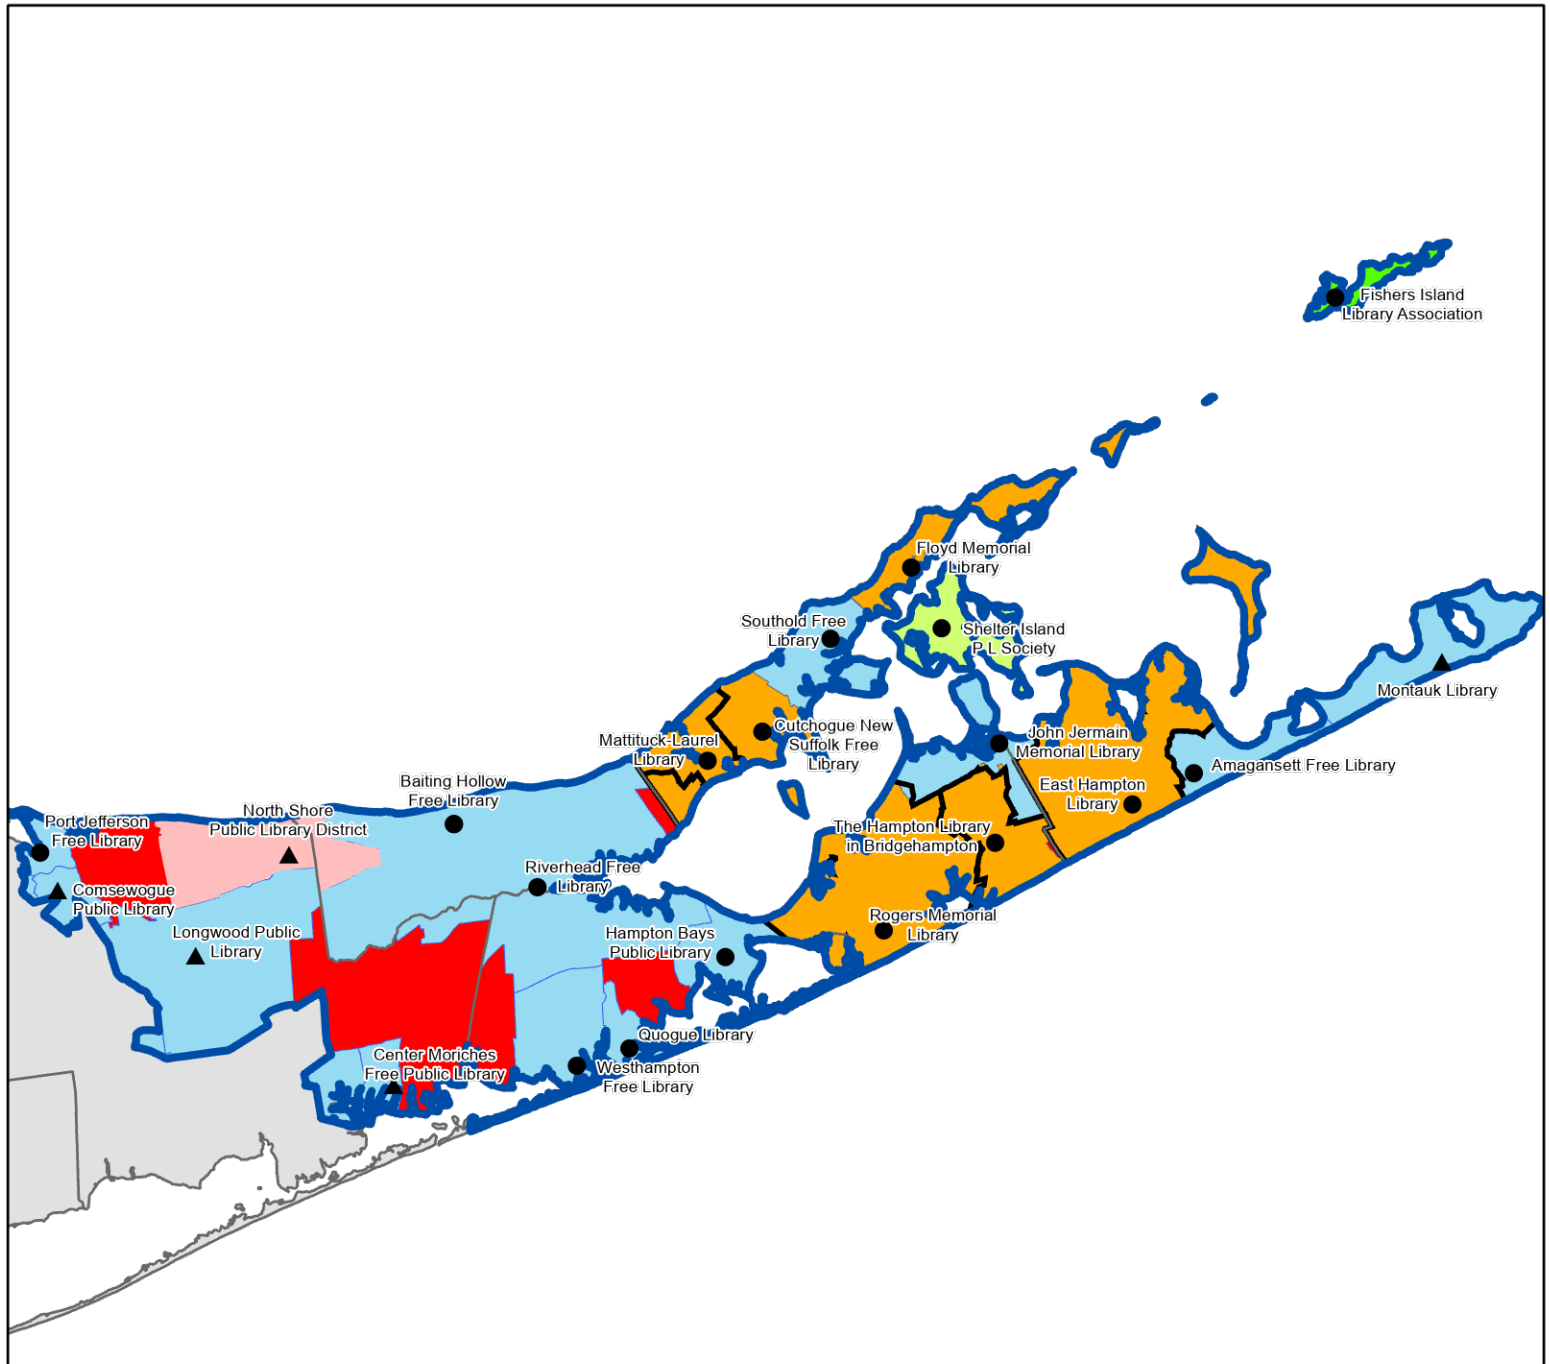 Fishers Island
Library Association
Floyd Memorial
Library
Southold Free
Library
Shelter Island
P L Society
Montauk Library
Cutchogue New
Suffolk Free
Library
Mattituck-Laurel
Library
John Jermain
Memorial Library
Amagansett Free Library
East Hampton
Library
Baiting Hollow
Free Library
North Shore
Public Library District
Port Jefferson
Free Library
The Hampton Library
in Bridgehampton
Riverhead Free
Library
Comsewogue
Public Library
Rogers Memorial
Library
Longwood Public
Library
Hampton Bays
Public Library
Quogue Library
Center Moriches
Free Public Library
Westhampton
Free Library